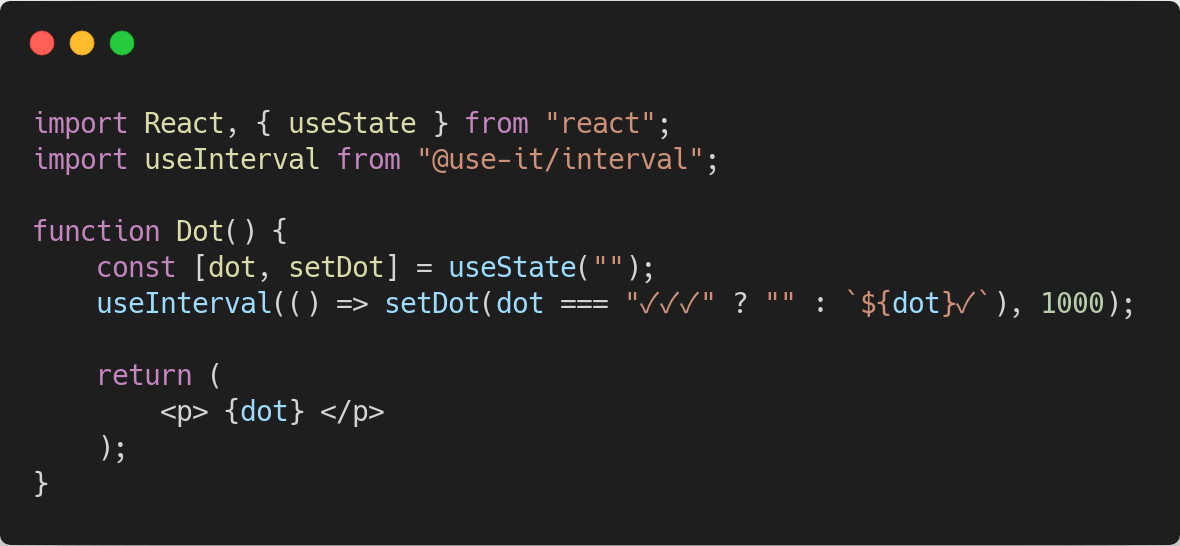 import React, { useState } from "react";
import useInterval from "@use-it/interval";
function Dot() {
const [dot, setDot] = useState("");
useInterval(() => setDot(dot === "✓✓✓" ? "" : `${dot}✓`), 1000);
return (
<p> {dot} </p>
);
}